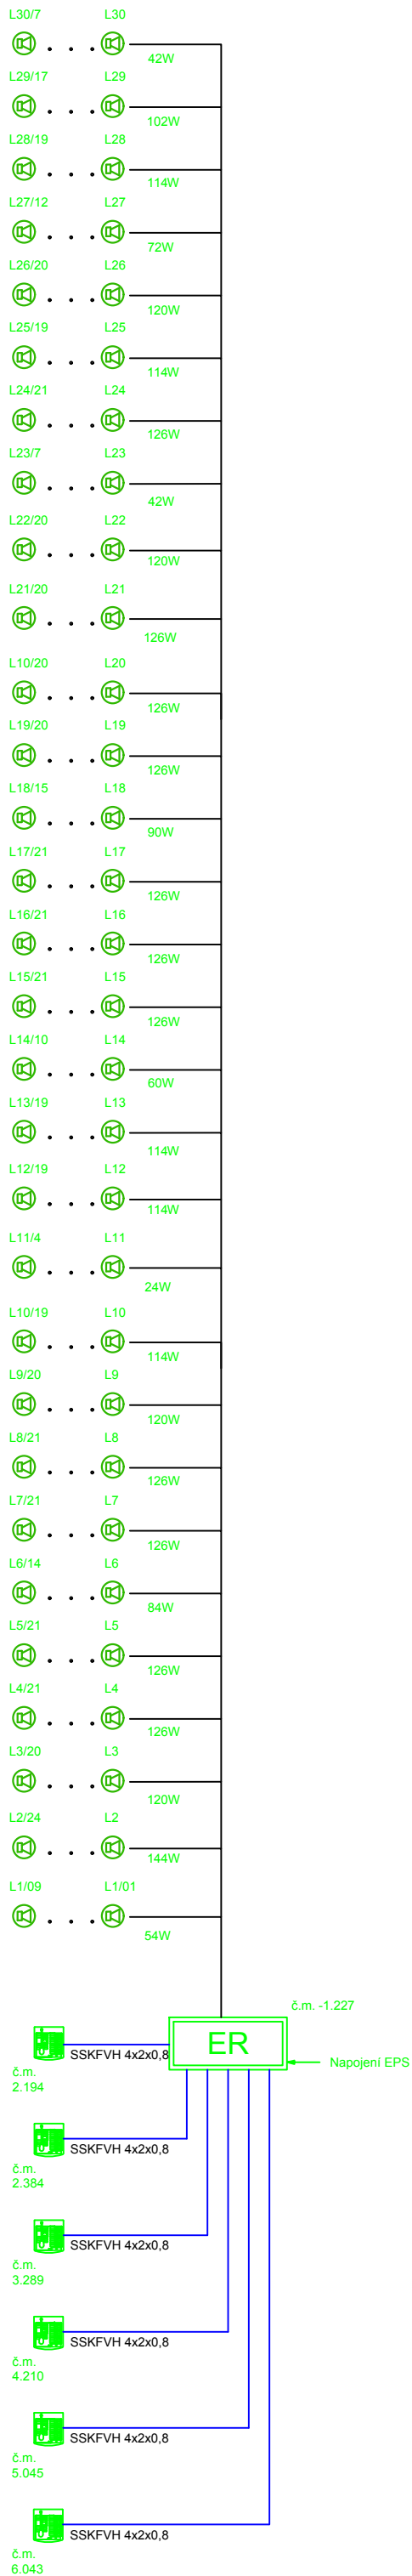 L30/7 L30
42W
L29/17 L29
102W
L28/19 L28
114W
L27/12 L27
72W
L26/20 L26
120W
L25/19 L25
114W
L24/21 L24
126W
L23/7 L23
42W
L22/20 L22
120W
L21/20 L21
126W
L10/20 L20
126W
L19/20 L19
126W
L18/15 L18
90W
L17/21 L17
126W
L16/21 L16
126W
L15/21 L15
126W
L14/10 L14
60W
L13/19 L13
114W
L12/19 L12
114W
L11/4 L11
24W
L10/19 L10
114W
L9/20 L9
120W
L8/21 L8
126W
L7/21 L7
126W
L6/14 L6
84W
L5/21 L5
126W
L4/21 L4
126W
L3/20 L3
120W
L2/24 L2
144W
L1/09 L1/01
54W
č.m. -1.227
ER
SSKFVH 4x2x0,8
Napojení EPS
č.m.
2.194
SSKFVH 4x2x0,8
č.m.
2.384
SSKFVH 4x2x0,8
č.m.
3.289
SSKFVH 4x2x0,8
č.m.
4.210
SSKFVH 4x2x0,8
č.m.
5.045
SSKFVH 4x2x0,8
č.m.
6.043